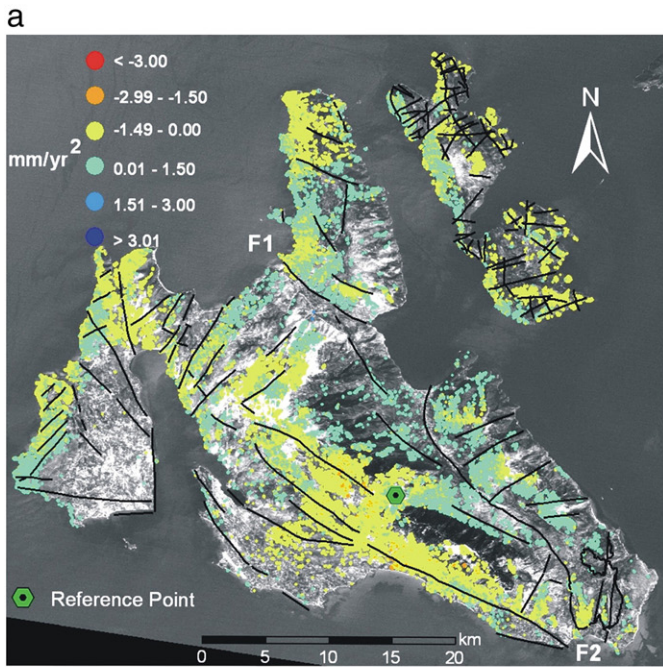 a
< -3.00
-2.99 - -1.50
-1.49 - 0.00
mm/yr²
0.01 - 1.50
1.51 - 3.00
> 3.01
N
F1
Reference Point
F2
0 5 10 15 20
km